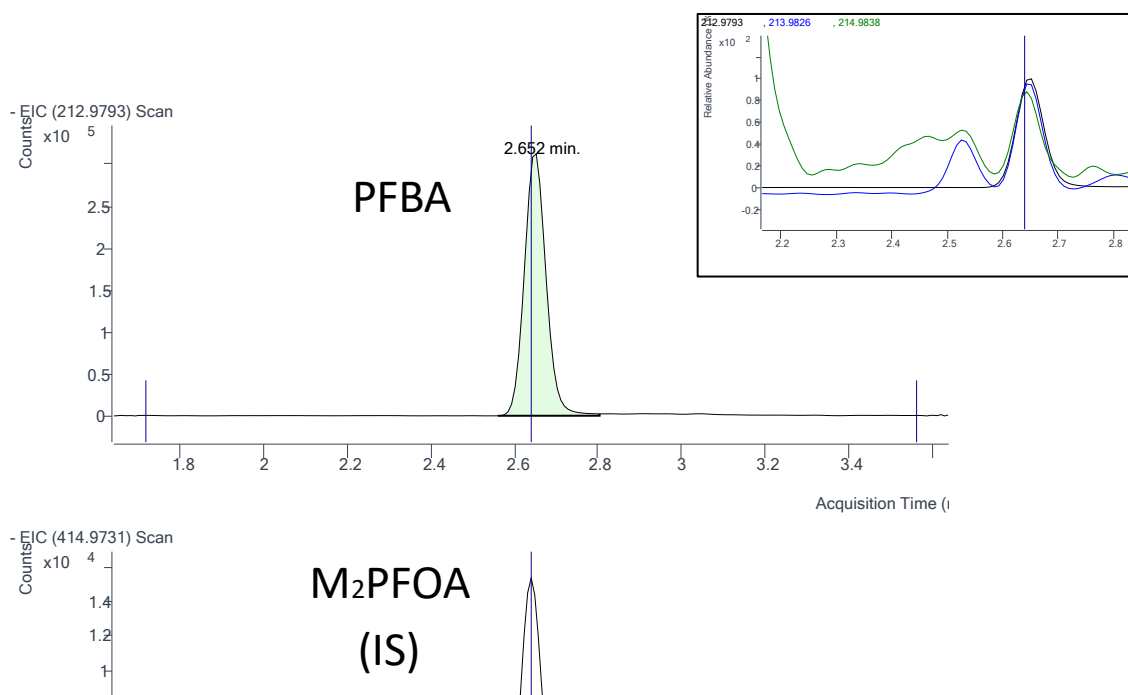 212.9793 , 213.9826 , 214.9838
Relative Abundance
x10 2
1
0.8
0.6
0.4
0.2
0
-0.2
2.2 2.3 2.4 2.5 2.6 2.7 2.8
- EIC (212.9793) Scan
Counts
x10 5
2.652 min.
PFBA
2.5
2
1.5
1
0.5
0
1.8 2 2.2 2.4 2.6 2.8 3 3.2 3.4
Acquisition Time (
- EIC (414.9731) Scan
Counts
x10 4
M2PFOA
(IS)
1.4
1.2
1